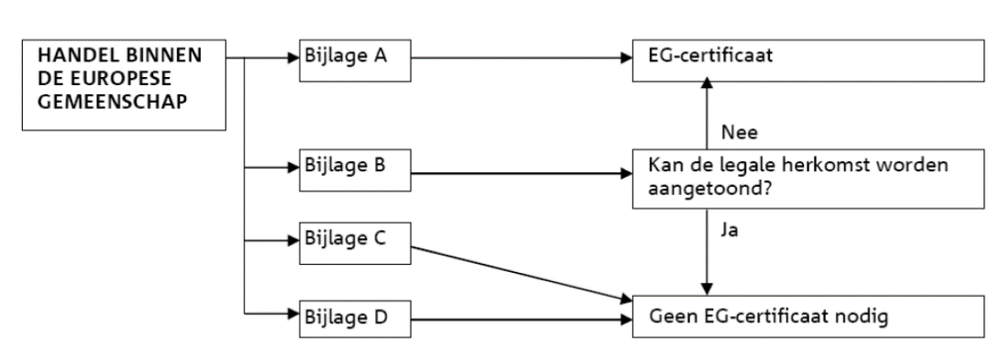 HANDEL BINNEN
DE EUROPESE
GEMEENSCHAP
Bijlage A
EG-certificaat
Nee
Bijlage B
Kan de legale herkomst worden
aangetoond?
Ja
Bijlage C
Bijlage D
Geen EG-certificaat nodig